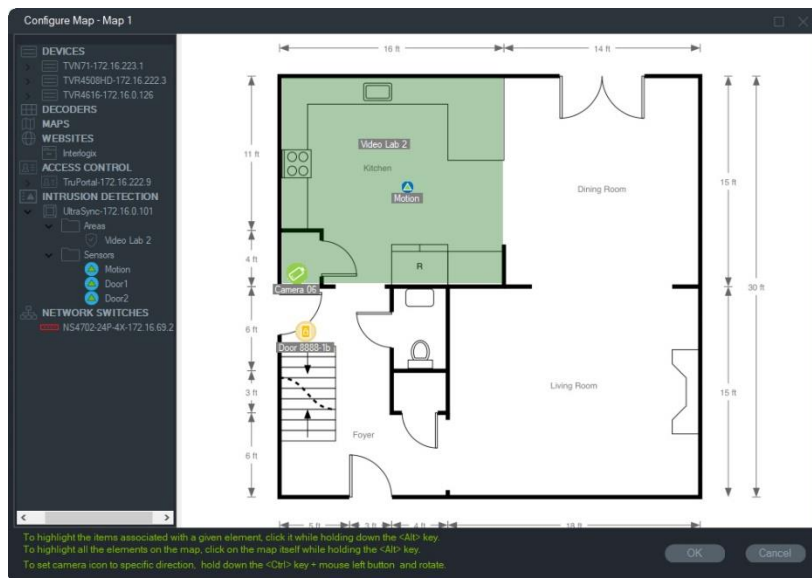 Configure Map - Map 1
DEVICES
TVN71-172.16.223.1
TVR4508HD-172.16.222.3
TVR4616-172.16.0.126
DECODERS
MAPS
WEBSITES
Interlogix
ACCESS CONTROL
TruPortal-172.16.222.9
INTRUSION DETECTION
UltraSync-172.16.0.101
Areas
Video Lab 2
Sensors
Motion
Door1
Door2
NETWORK SWITCHES
NS4702-24P-4X-172.16.69.2
16 ft
14 ft
11 ft
Video Lab 2
Kitchen
Motion
Dining Room
15 ft
4 ft
R
Camera 06
30 ft
6 ft
Door 8888-1b
3 ft
Living Room
15 ft
Foyer
6 ft
5 ft
3 ft
4 ft
18 ft
To highlight the items associated with a given element, click it while holding down the <Alt> key.
To highlight all the elements on the map, click on the map itself while holding the <Alt> key.
To set camera icon to specific direction, hold down the <Ctrl> key + mouse left button and rotate.
OK
Cancel